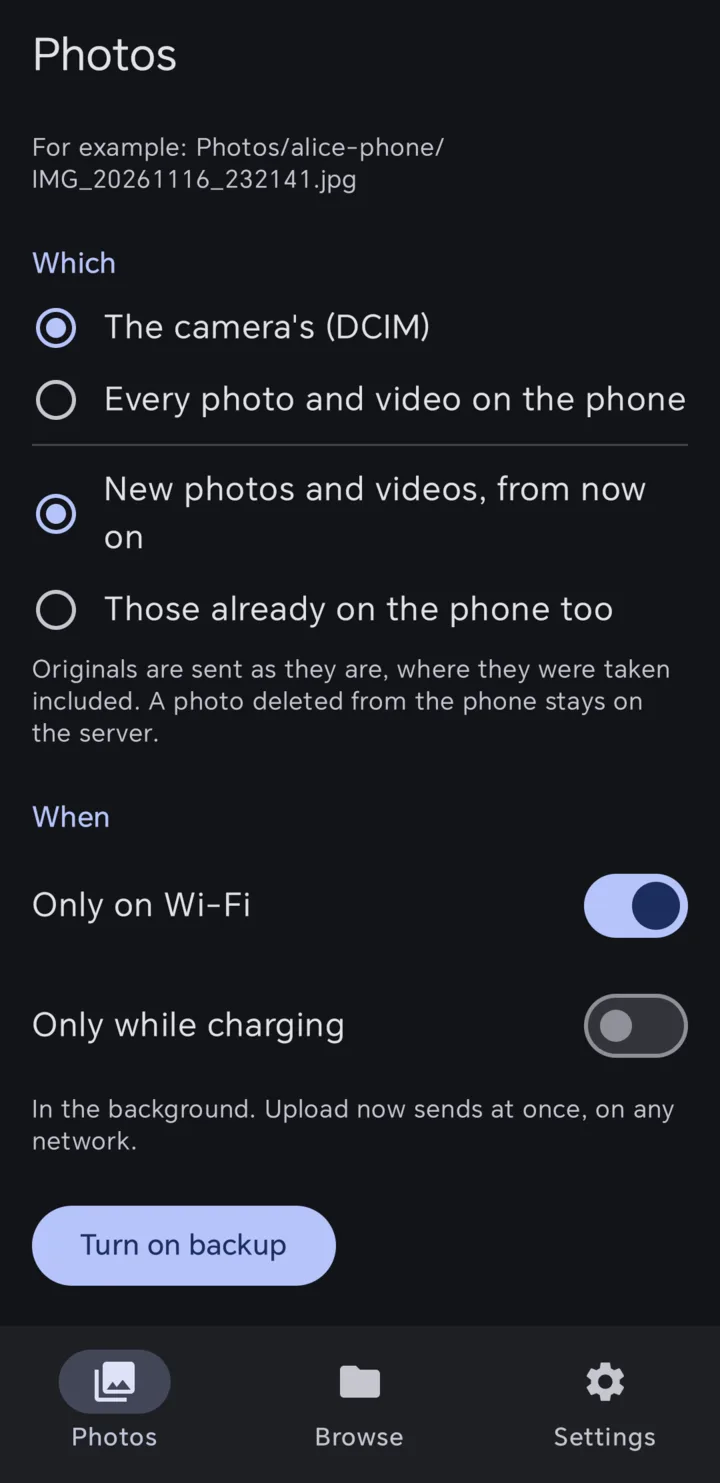 Photos
For example: Photos/alice-phone/
IMG_20261116_232141.jpg
Which
The camera's (DCIM)
Every photo and video on the phone
New photos and videos, from now
on
Those already on the phone too
Originals are sent as they are, where they were taken
included. A photo deleted from the phone stays on
the server.
When
Only on Wi-Fi
Only while charging
In the background. Upload now sends at once, on any
network.
Turn on backup
Photos
Browse
Settings